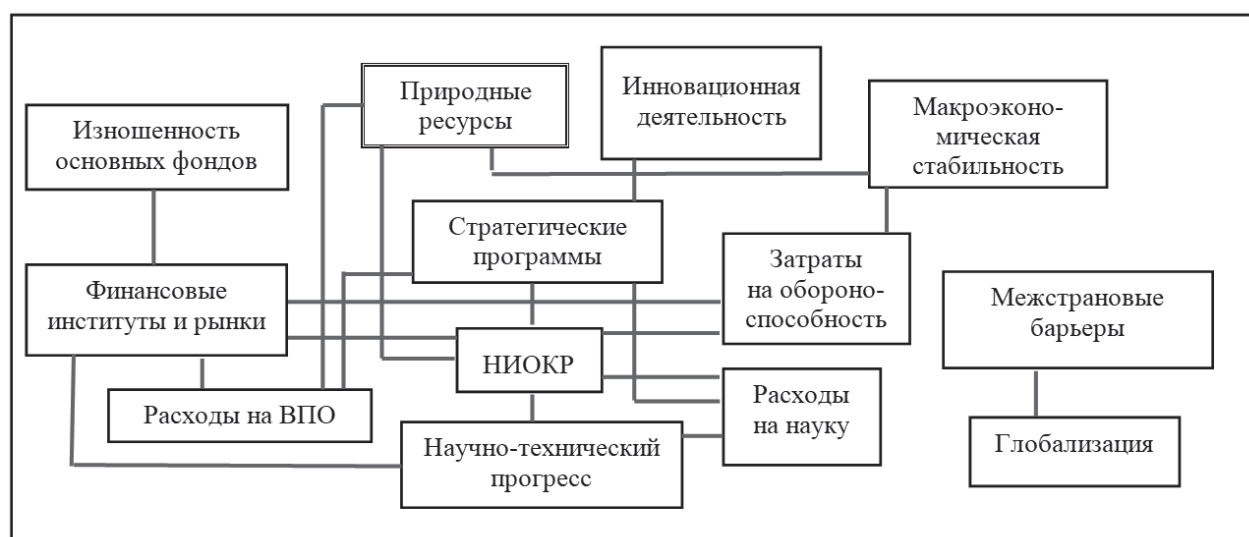 Природные
ресурсы
Инновационная
деятельность
Макроэконо-
мическая
стабильность
Изношенность
основных фондов
Стратегические
программы
Затраты
на обороно-
способность
Финансовые
институты и рынки
Межстрановые
барьеры
НИОКР
Расходы на ВПО
Расходы
на науку
Научно-технический
прогресс
Глобализация